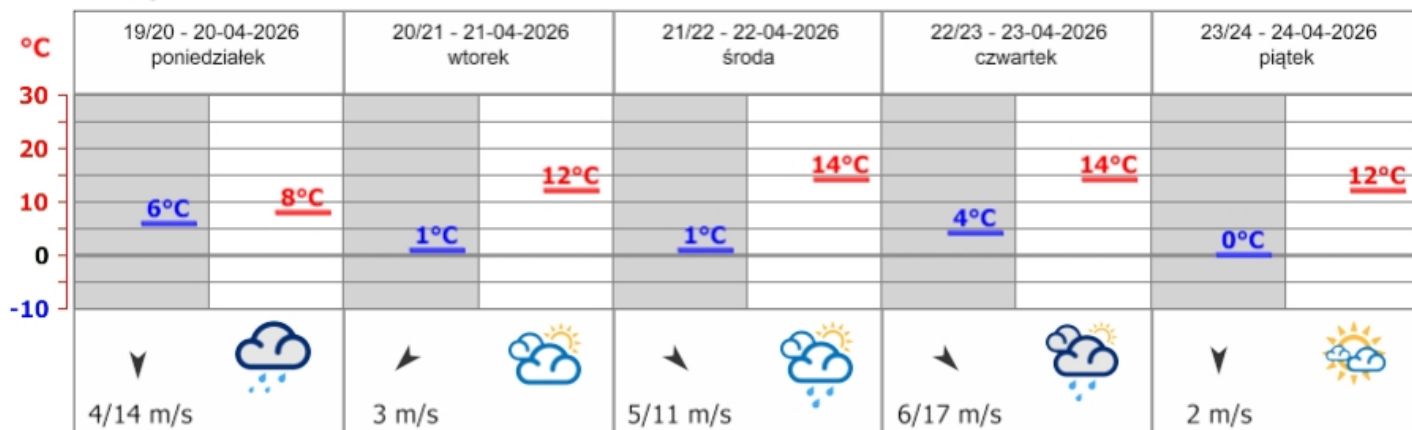 °C
19/20 - 20-04-2026
poniedziałek
20/21 - 21-04-2026
wtorek
21/22 - 22-04-2026
środa
22/23 - 23-04-2026
czwartek
23/24 - 24-04-2026
piątek
30
20
10
0
-10
6°C
8°C
1°C
12°C
1°C
14°C
4°C
14°C
0°C
12°C
4/14 m/s
3 m/s
5/11 m/s
6/17 m/s
2 m/s